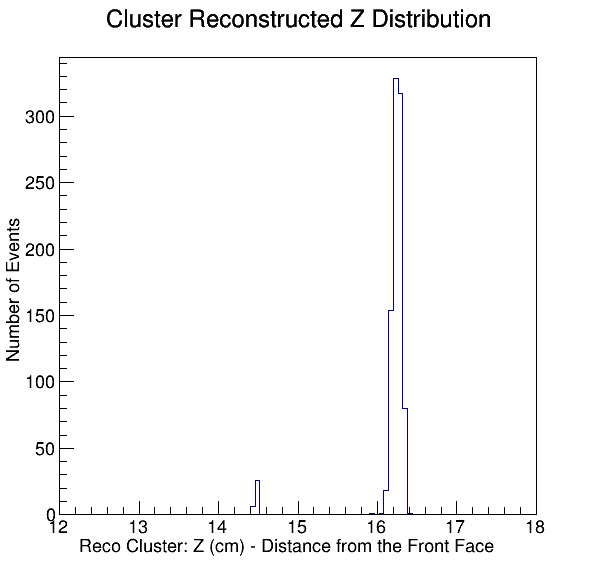 Cluster Reconstructed Z Distribution
Number of Events
300
250
200
150
100
50
0
12 13 14 15 16 17 18
Reco Cluster: Z (cm) - Distance from the Front Face